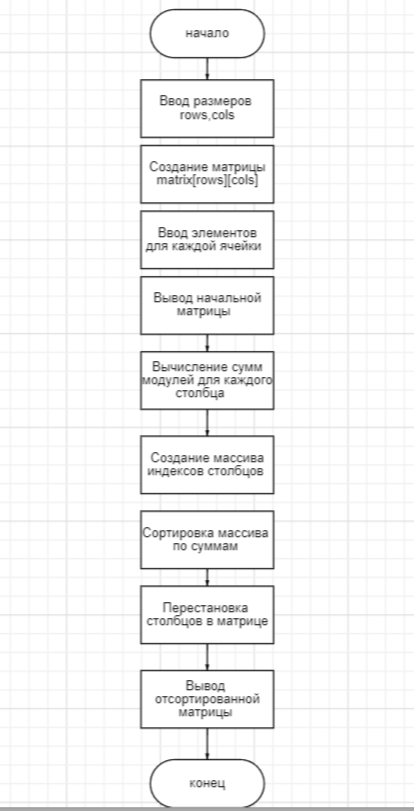 начало
Ввод размеров
rows,cols
Создание матрицы
matrix[rows][cols]
Ввод элементов
для каждой ячейки
Вывод начальной
матрицы
Вычисление сумм
модулей для каждого
столбца
Создание массива
индексов столбцов
Сортировка массива
по суммам
Перестановка
столбцов в матрице
Вывод
отсортированной
матрицы
конец